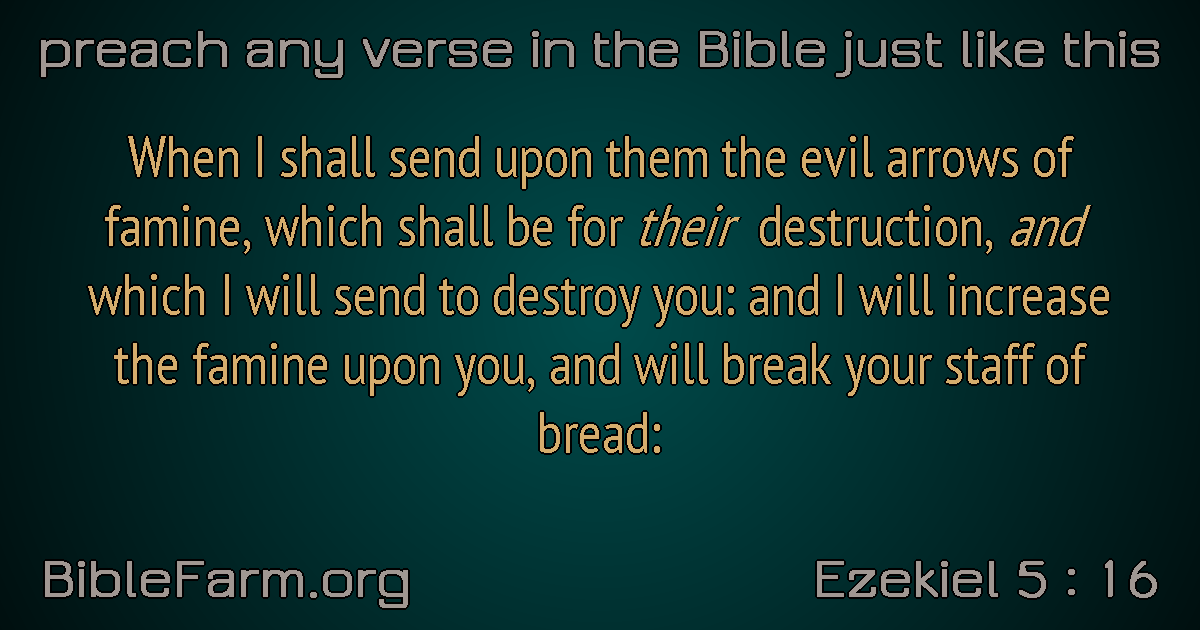 preach any verse in the Bible just like this
When I shall send upon them the evil arrows of
famine, which shall be for their destruction, and
which I will send to destroy you: and I will increase
the famine upon you, and will break your staff of
bread:
BibleFarm.org
Ezekiel 5 : 16